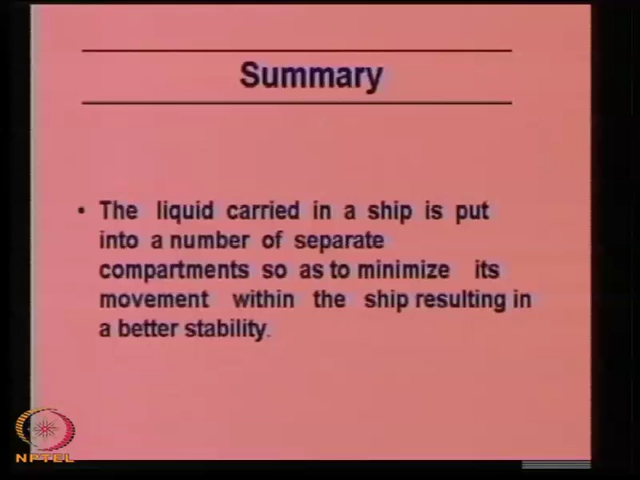 Summary
• The liquid carried in a ship is put
into a number of separate
compartments so as to minimize its
movement within the ship resulting in
a better stability.
NPTEL